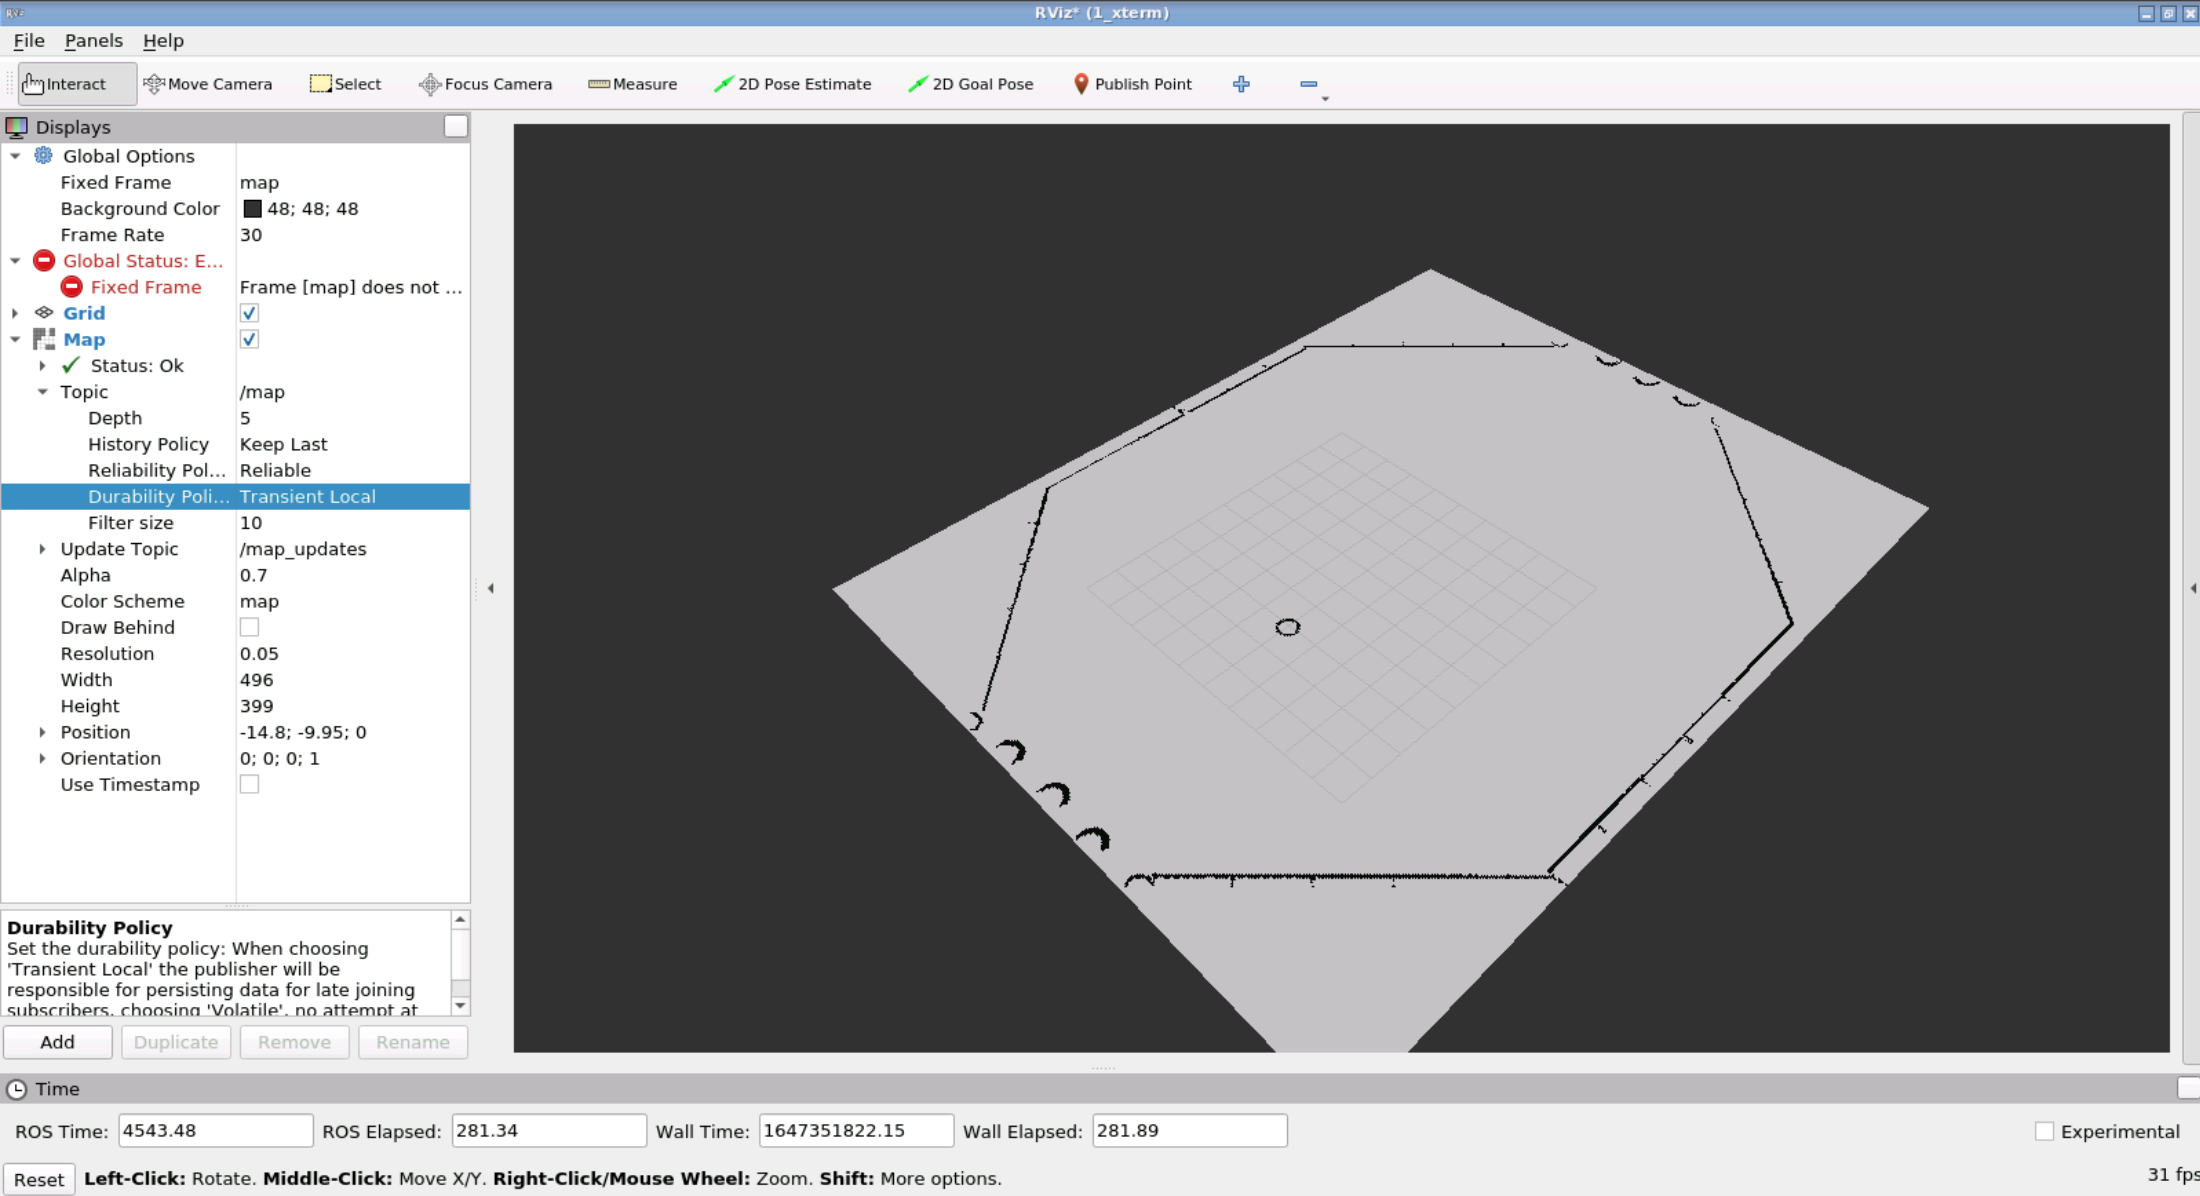 RViz* (1_xterm)
File Panels Help
Interact Move Camera Select Focus Camera Measure 2D Pose Estimate 2D Goal Pose Publish Point
Displays
Global Options
Fixed Frame map
Background Color 48; 48; 48
Frame Rate 30
Global Status: E...
Fixed Frame Frame [map] does not ...
Grid
Map
Status: Ok
Topic /map
Depth 5
History Policy Keep Last
Reliability Pol... Reliable
Durability Poli... Transient Local
Filter size 10
Update Topic /map_updates
Alpha 0.7
Color Scheme map
Draw Behind
Resolution 0.05
Width 496
Height 399
Position -14.8; -9.95; 0
Orientation 0; 0; 0; 1
Use Timestamp
Durability Policy
Set the durability policy: When choosing
'Transient Local' the publisher will be
responsible for persisting data for late joining
subscribers, choosing 'Volatile', no attempt at
Add Duplicate Remove Rename
Time
ROS Time: 4543.48 ROS Elapsed: 281.34 Wall Time: 1647351822.15 Wall Elapsed: 281.89 Experimental
Reset Left-Click: Rotate. Middle-Click: Move X/Y. Right-Click/Mouse Wheel: Zoom. Shift: More options. 31 fps